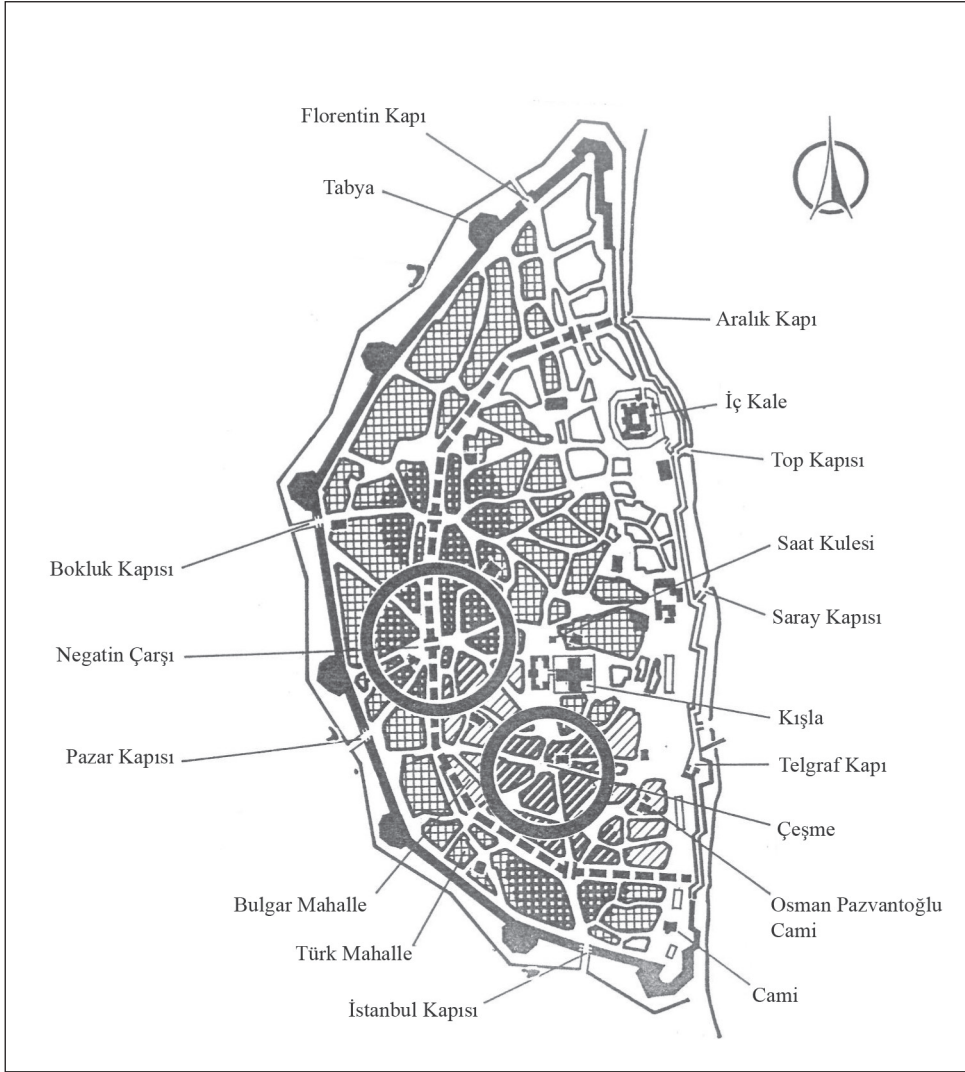 Florentin Kapı
Tabya
Aralık Kapı
İç Kale
Top Kapısı
Saat Kulesi
Bokluk Kapısı
Saray Kapısı
Negatin Çarşı
Kışla
Pazar Kapısı
Telgraf Kapı
Çeşme
Bulgar Mahalle
Osman Pazvantoğlu
Cami
Türk Mahalle
Cami
İstanbul Kapısı